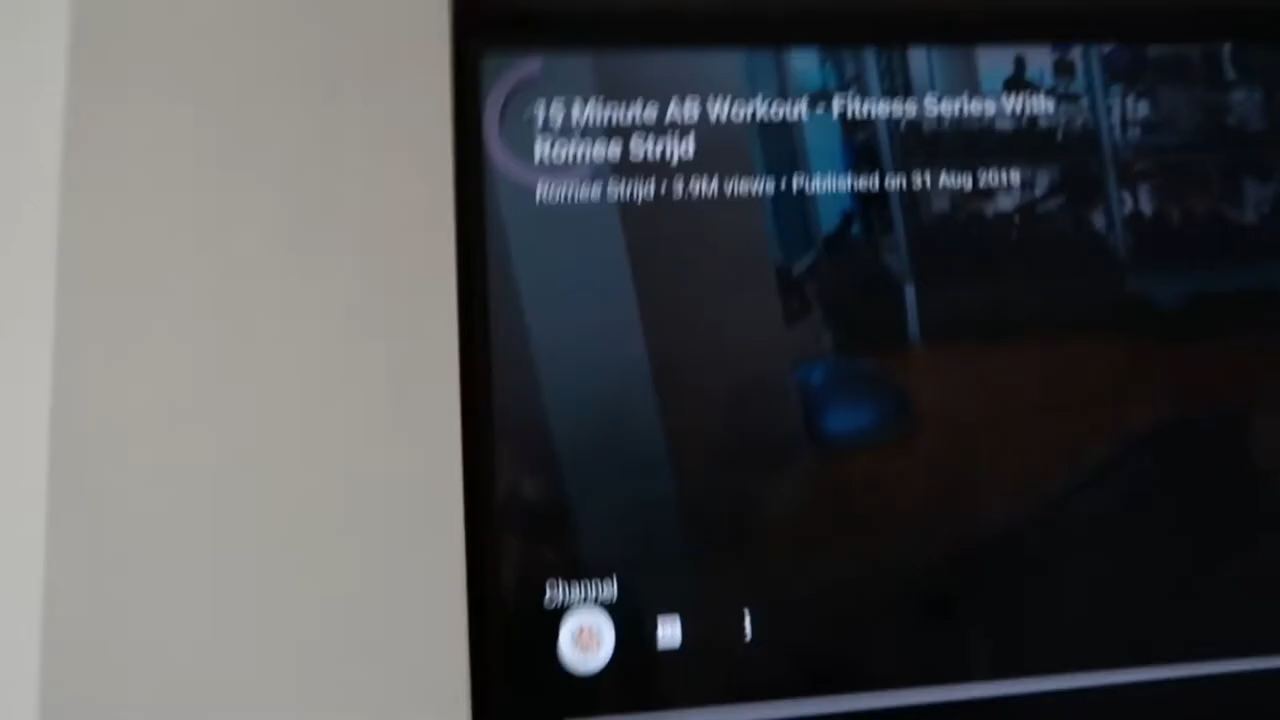 15 Minute AB Workout - Fitness Series With
Romee Strijd
Romee Strijd / 3.9M views / Published on 31 Aug 2018
Channel